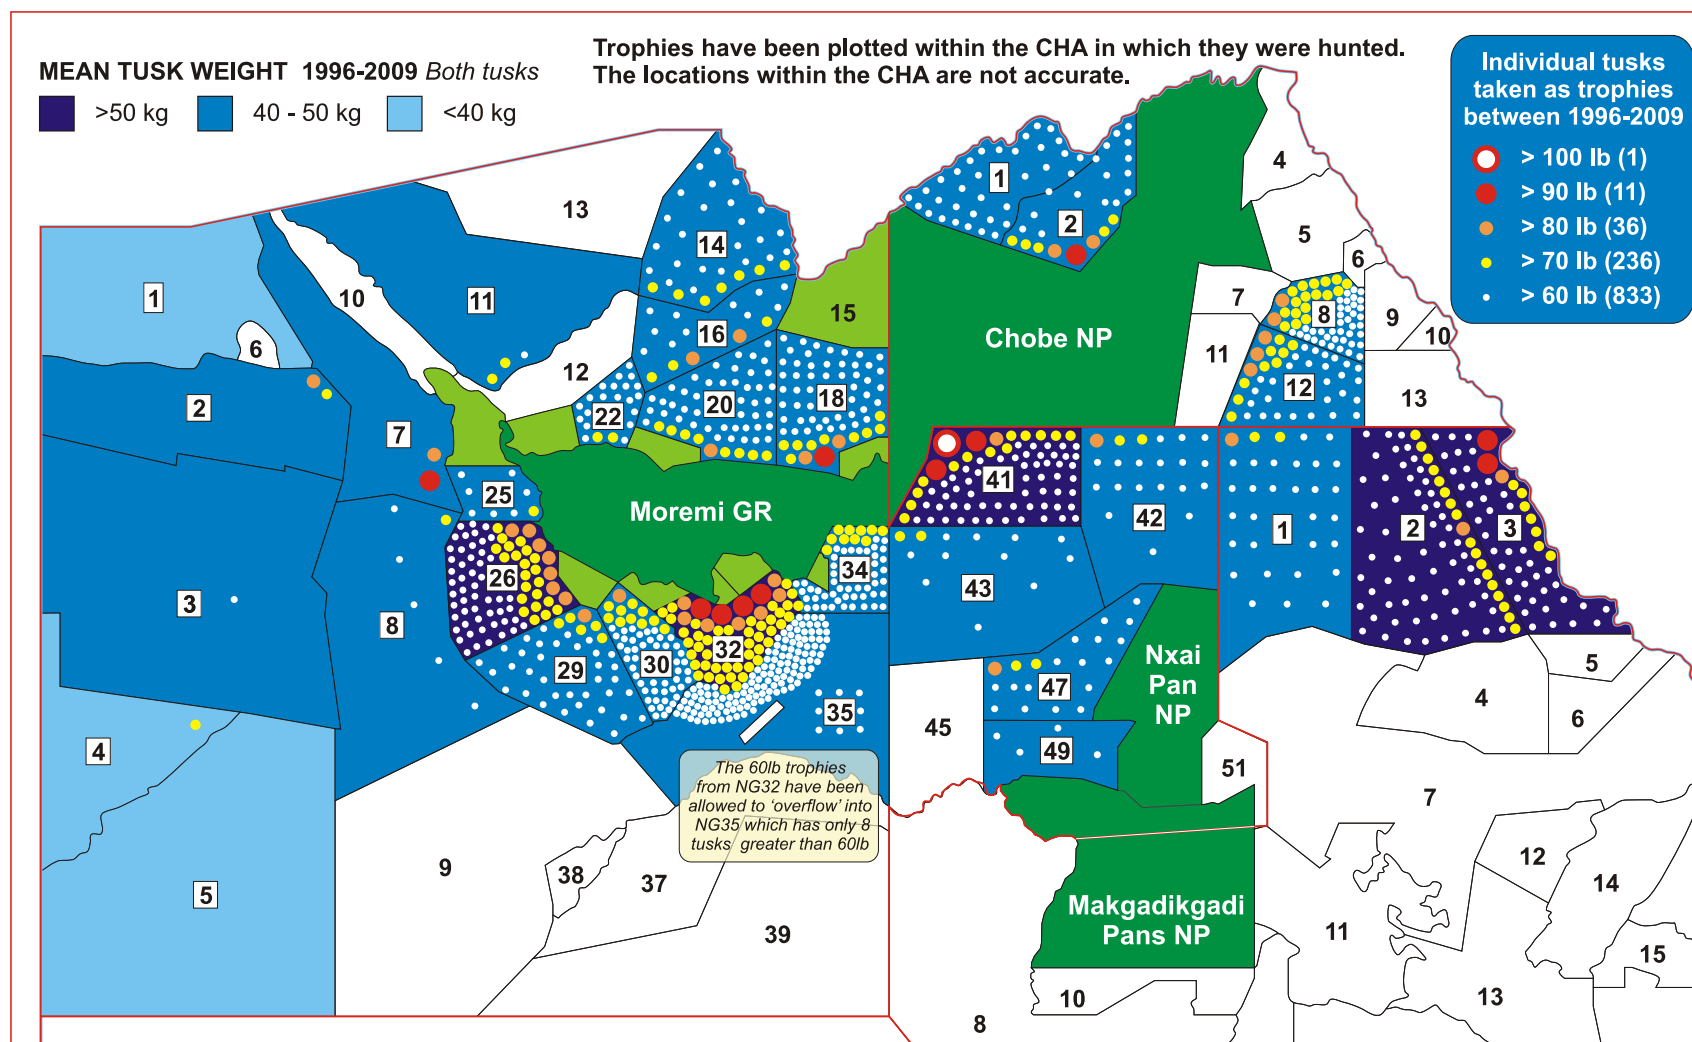 Trophies have been plotted within the CHA in which they were hunted.
The locations within the CHA are not accurate.
MEAN TUSK WEIGHT 1996-2009 Both tusks
>50 kg
40 - 50 kg
<40 kg
Individual tusks
taken as trophies
between 1996-2009
> 100 lb (1)
> 90 lb (11)
> 80 lb (36)
> 70 lb (236)
> 60 lb (833)
13
14
1
2
4
5
6
1
10
11
15
7
8
9
10
16
6
12
Chobe NP
11
12
13
2
7
22
20
18
25
Moremi GR
41
42
1
2
3
26
34
3
8
43
29
30
32
35
47
Nxai
Pan
NP
5
4
6
4
45
49
51
The 60lb trophies
from NG32 have been
allowed to ‘overflow’ into
NG35 which has only 8
tusks greater than 60lb
7
5
9
38
37
39
12
14
Makgadikgadi
Pans NP
11
15
10
13
8